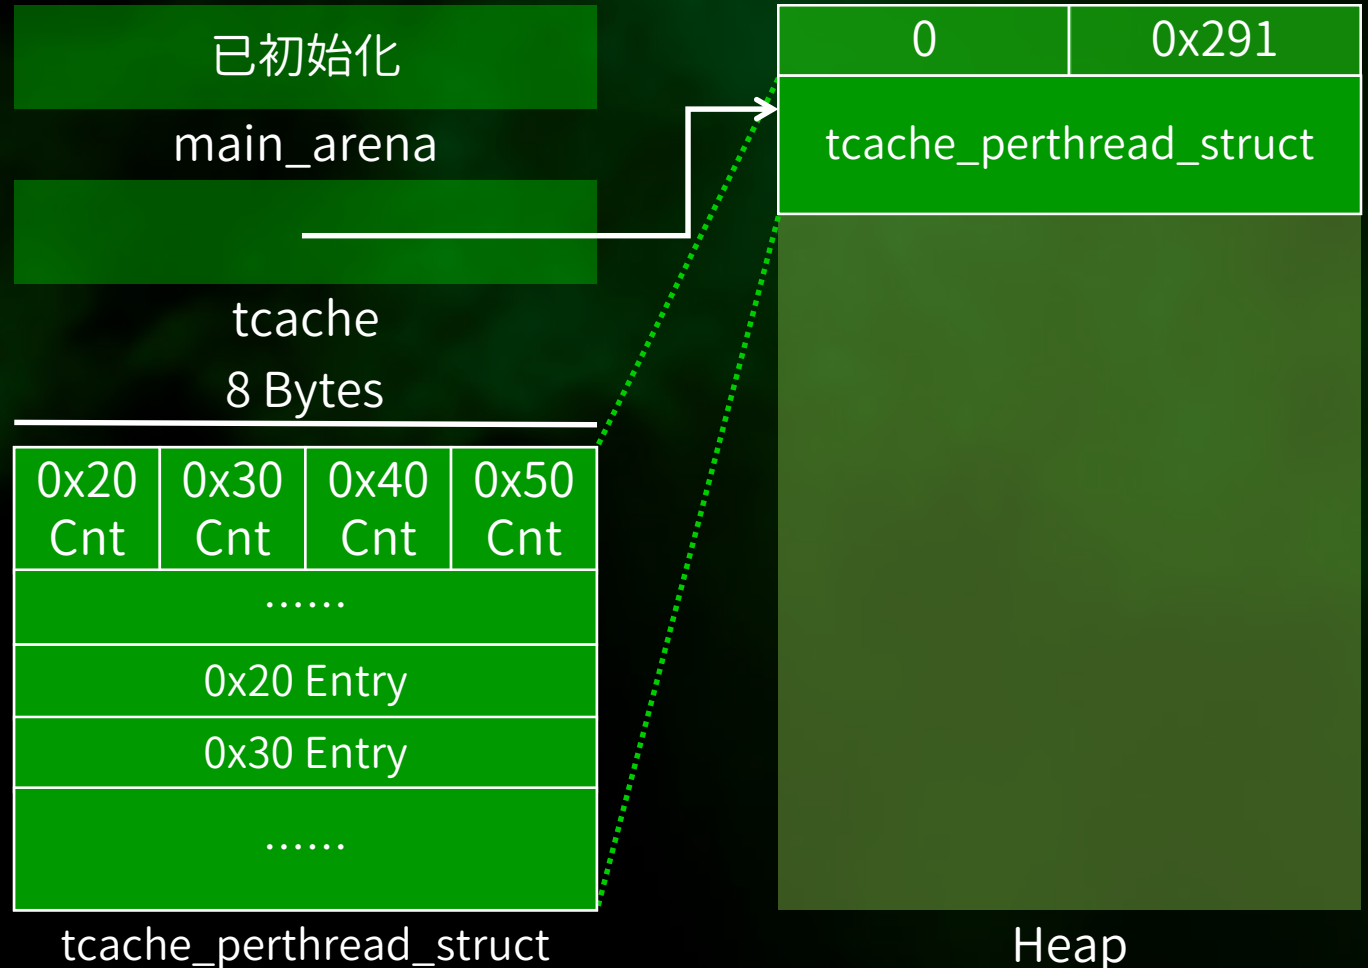 已初始化
main_arena
tcache
8 Bytes
0x20 Cnt
0x30 Cnt
0x40 Cnt
0x50 Cnt
......
0x20 Entry
0x30 Entry
......
tcache_perthread_struct
0
0x291
tcache_perthread_struct
Heap